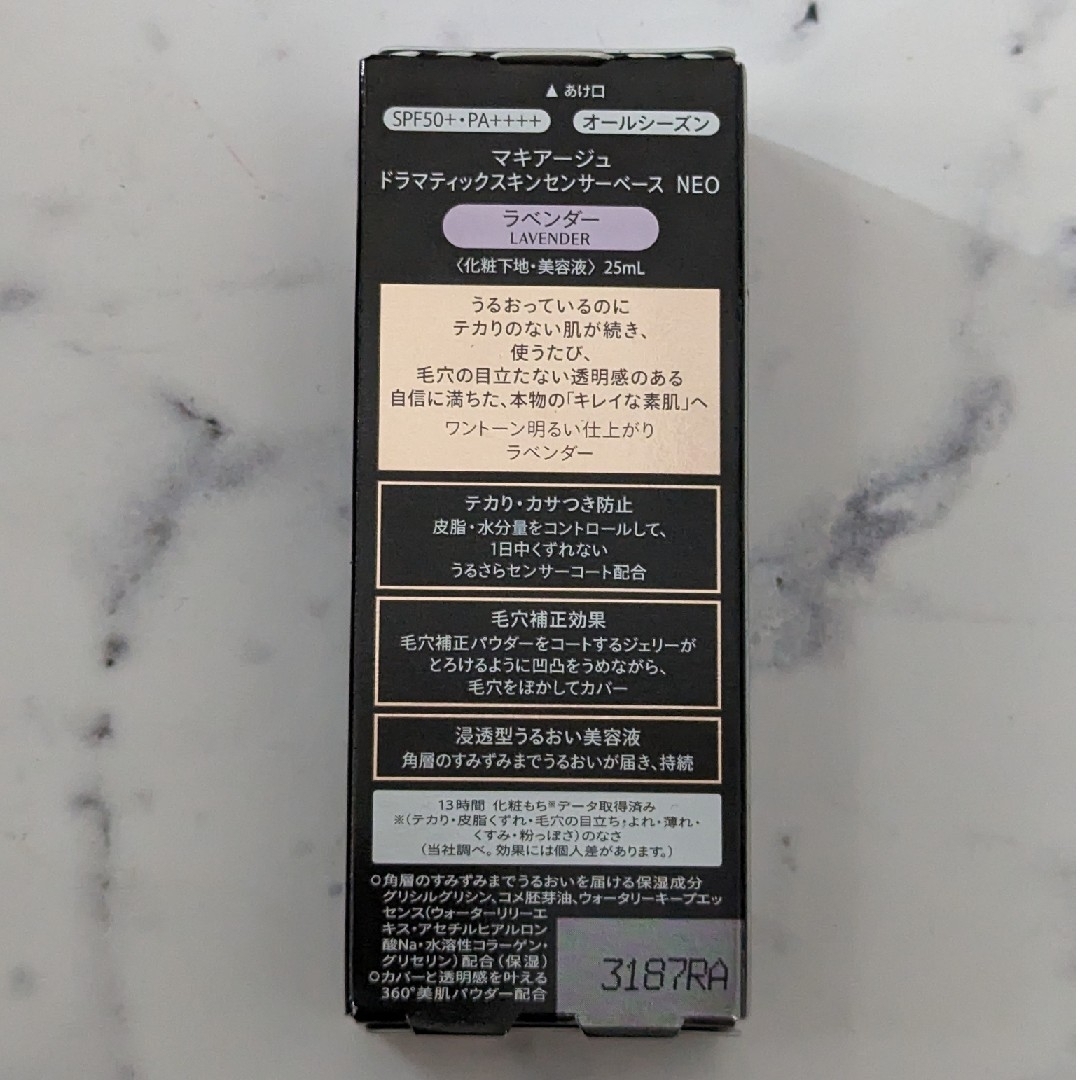 ▲ あけ口
SPF50+・PA++++ オールシーズン
マキアージュ
ドラマティックスキンセンサーベース NEO
ラベンダー
LAVENDER
〈化粧下地・美容液〉 25mL
うるおっているのに
テカりのない肌が続き、
使うたび、
毛穴の目立たない透明感のある
自信に満ちた、本物の「キレイな素肌」へ
ワントーン明るい仕上がり
ラベンダー
テカり・カサつき防止
皮脂・水分量をコントロールして、
1日中くずれない
うるさらセンサーコート配合
毛穴補正効果
毛穴補正パウダーをコートするジェリーが
とろけるように凹凸をうめながら、
毛穴をぼかしてカバー
浸透型うるおい美容液
角層のすみずみまでうるおいが届き、持続
13時間 化粧もち※データ取得済み
※(テカり・皮脂くずれ・毛穴の目立ち・よれ・薄れ・
くすみ・粉っぽさ)のなさ
(当社調べ。効果には個人差があります。)
○角層のすみずみまでうるおいを届ける保湿成分
グリシルグリシン、コメ胚芽油、ウォータリーキープエッ
センス(ウォーターリリーエ
キス・アセチルヒアルロン
酸Na・水溶性コラーゲン・
グリセリン)配合(保湿)
○カバーと透明感を叶える
360°美肌パウダー配合
3187RA